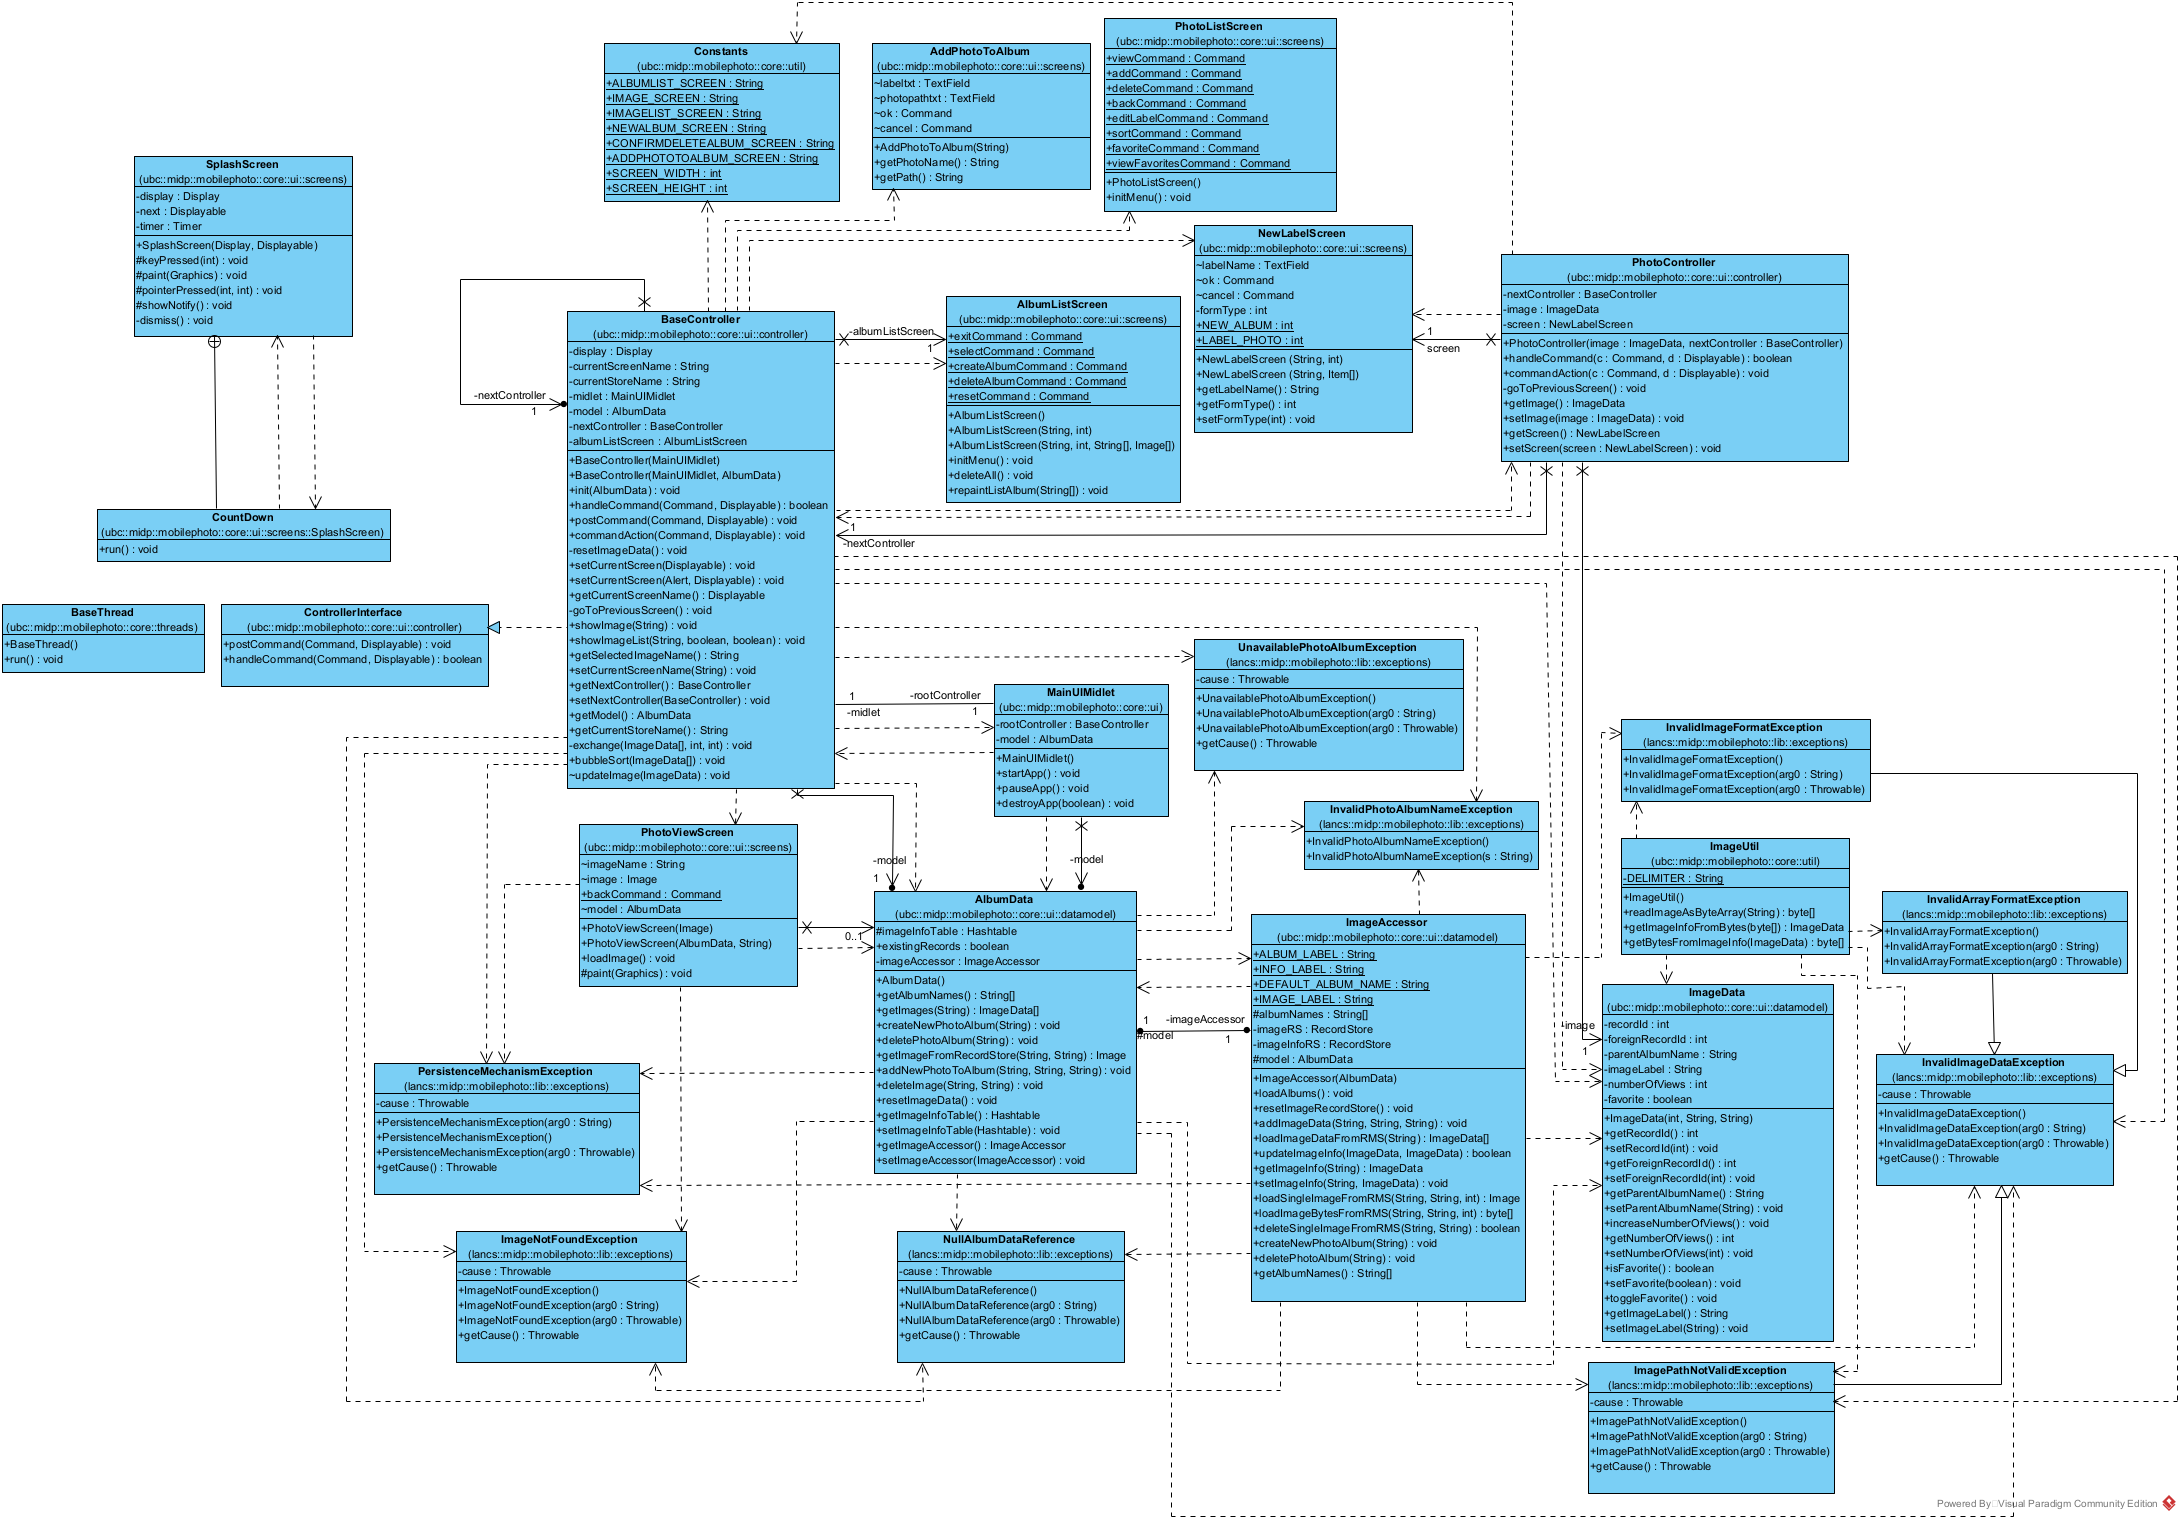 PhotoListScreen
(ubc::midp::mobilephoto::core::ui::screens)
+viewCommand : Command
+addCommand : Command
+deleteCommand : Command
+backCommand : Command
+editLabelCommand : Command
+sortCommand : Command
+favoriteCommand : Command
+viewFavoritesCommand : Command
+PhotoListScreen()
+initMenu() : void
Constants
(ubc::midp::mobilephoto::core::util)
+ALBUMLIST_SCREEN : String
+IMAGE_SCREEN : String
+IMAGELIST_SCREEN : String
+NEWALBUM_SCREEN : String
+CONFIRMDELETEALBUM_SCREEN : String
+ADDPHOTOTOALBUM_SCREEN : String
+SCREEN_WIDTH : int
+SCREEN_HEIGHT : int
AddPhotoToAlbum
(ubc::midp::mobilephoto::core::ui::screens)
~labeltxt : TextField
~photopathtxt : TextField
~ok : Command
~cancel : Command
+AddPhotoToAlbum(String)
+getPhotoName() : String
+getPath() : String
SplashScreen
(ubc::midp::mobilephoto::core::ui::screens)
-display : Display
-next : Displayable
-timer : Timer
+SplashScreen(Display, Displayable)
#keyPressed(int) : void
#paint(Graphics) : void
#pointerPressed(int, int) : void
#showNotify() : void
-dismiss() : void
NewLabelScreen
(ubc::midp::mobilephoto::core::ui::screens)
~labelName : TextField
~ok : Command
~cancel : Command
-formType : int
+NEW_ALBUM : int
+LABEL_PHOTO : int
+NewLabelScreen (String, int)
+NewLabelScreen (String, Item[])
+getLabelName() : String
+getFormType() : int
+setFormType(int) : void
PhotoController
(ubc::midp::mobilephoto::core::ui::controller)
-nextController : BaseController
-image : ImageData
-screen : NewLabelScreen
+PhotoController(image : ImageData, nextController : BaseController)
+handleCommand(c : Command, d : Displayable) : boolean
+commandAction(c : Command, d : Displayable) : void
-goToPreviousScreen() : void
+getImage() : ImageData
+setImage(image : ImageData) : void
+getScreen() : NewLabelScreen
+setScreen(screen : NewLabelScreen) : void
1
screen
AlbumListScreen
(ubc::midp::mobilephoto::core::ui::screens)
+exitCommand : Command
+selectCommand : Command
+createAlbumCommand : Command
+deleteAlbumCommand : Command
+resetCommand : Command
+AlbumListScreen()
+AlbumListScreen(String, int)
+AlbumListScreen(String, int, String[], Image[])
+initMenu() : void
+deleteAll() : void
+repaintListAlbum(String[]) : void
-albumListScreen
1
BaseController
(ubc::midp::mobilephoto::core::ui::controller)
-display : Display
-currentScreenName : String
-currentStoreName : String
-midlet : MainUIMidlet
-model : AlbumData
-nextController : BaseController
-albumListScreen : AlbumListScreen
+BaseController(MainUIMidlet)
+BaseController(MainUIMidlet, AlbumData)
+init(AlbumData) : void
+handleCommand(Command, Displayable) : boolean
+postCommand(Command, Displayable) : void
+commandAction(Command, Displayable) : void
-resetImageData() : void
+setCurrentScreen(Displayable) : void
+setCurrentScreen(Alert, Displayable) : void
+getCurrentScreenName() : Displayable
-goToPreviousScreen() : void
+showImage(String) : void
+showImageList(String, boolean, boolean) : void
+getSelectedImageName() : String
+setCurrentScreenName(String) : void
+getNextController() : BaseController
+setNextController(BaseController) : void
+getModel() : AlbumData
+getCurrentStoreName() : String
-exchange(ImageData[], int, int) : void
+bubbleSort(ImageData[]) : void
~updateImage(ImageData) : void
-nextController
1
1
-nextController
CountDown
(ubc::midp::mobilephoto::core::ui::screens::SplashScreen)
+run() : void
BaseThread
(ubc::midp::mobilephoto::core::threads)
+BaseThread()
+run() : void
ControllerInterface
(ubc::midp::mobilephoto::core::ui::controller)
+postCommand(Command, Displayable) : void
+handleCommand(Command, Displayable) : boolean
UnavailablePhotoAlbumException
(lancs::midp::mobilephoto::lib::exceptions)
-cause : Throwable
+UnavailablePhotoAlbumException()
+UnavailablePhotoAlbumException(arg0 : String)
+UnavailablePhotoAlbumException(arg0 : Throwable)
+getCause() : Throwable
1
-rootController
-midlet
1
MainUIMidlet
(ubc::midp::mobilephoto::core::ui)
-rootController : BaseController
-model : AlbumData
+MainUIMidlet()
+startApp() : void
+pauseApp() : void
+destroyApp(boolean) : void
InvalidImageFormatException
(lancs::midp::mobilephoto::lib::exceptions)
+InvalidImageFormatException()
+InvalidImageFormatException(arg0 : String)
+InvalidImageFormatException(arg0 : Throwable)
InvalidPhotoAlbumNameException
(lancs::midp::mobilephoto::lib::exceptions)
+InvalidPhotoAlbumNameException()
+InvalidPhotoAlbumNameException(s : String)
PhotoViewScreen
(ubc::midp::mobilephoto::core::ui::screens)
~imageName : String
~image : Image
+backCommand : Command
~model : AlbumData
+PhotoViewScreen(Image)
+PhotoViewScreen(AlbumData, String)
+loadImage() : void
#paint(Graphics) : void
-model
1
-model
0..1
ImageUtil
(ubc::midp::mobilephoto::core::util)
-DELIMITER : String
+ImageUtil()
+readImageAsByteArray(String) : byte[]
+getImageInfoFromBytes(byte[]) : ImageData
+getBytesFromImageInfo(ImageData) : byte[]
InvalidArrayFormatException
(lancs::midp::mobilephoto::lib::exceptions)
+InvalidArrayFormatException()
+InvalidArrayFormatException(arg0 : String)
+InvalidArrayFormatException(arg0 : Throwable)
AlbumData
(ubc::midp::mobilephoto::core::ui::datamodel)
#imageInfoTable : Hashtable
+existingRecords : boolean
-imageAccessor : ImageAccessor
+AlbumData()
+getAlbumNames() : String[]
+getImages(String) : ImageData[]
+createNewPhotoAlbum(String) : void
+deletePhotoAlbum(String) : void
+getImageFromRecordStore(String, String) : Image
+addNewPhotoToAlbum(String, String, String) : void
+deleteImage(String, String) : void
+resetImageData() : void
+getImageInfoTable() : Hashtable
+setImageInfoTable(Hashtable) : void
+getImageAccessor() : ImageAccessor
+setImageAccessor(ImageAccessor) : void
1
-imageAccessor
#model
1
ImageAccessor
(ubc::midp::mobilephoto::core::ui::datamodel)
+ALBUM_LABEL : String
+INFO_LABEL : String
+DEFAULT_ALBUM_NAME : String
+IMAGE_LABEL : String
#albumNames : String[]
-imageRS : RecordStore
-imageInfoRS : RecordStore
#model : AlbumData
+ImageAccessor(AlbumData)
+loadAlbums() : void
+resetImageRecordStore() : void
+addImageData(String, String, String) : void
+loadImageDataFromRMS(String) : ImageData[]
+updateImageInfo(ImageData, ImageData) : boolean
+getImageInfo(String) : ImageData
+setImageInfo(String, ImageData) : void
+loadSingleImageFromRMS(String, String, int) : Image
+loadImageBytesFromRMS(String, String, int) : byte[]
+deleteSingleImageFromRMS(String, String) : boolean
+createNewPhotoAlbum(String) : void
+deletePhotoAlbum(String) : void
+getAlbumNames() : String[]
-image
1
ImageData
(ubc::midp::mobilephoto::core::ui::datamodel)
-recordId : int
-foreignRecordId : int
-parentAlbumName : String
-imageLabel : String
-numberOfViews : int
-favorite : boolean
+ImageData(int, String, String)
+getRecordId() : int
+setRecordId(int) : void
+getForeignRecordId() : int
+setForeignRecordId(int) : void
+getParentAlbumName() : String
+setParentAlbumName(String) : void
+increaseNumberOfViews() : void
+getNumberOfViews() : int
+setNumberOfViews(int) : void
+isFavorite() : boolean
+setFavorite(boolean) : void
+toggleFavorite() : void
+getImageLabel() : String
+setImageLabel(String) : void
InvalidImageDataException
(lancs::midp::mobilephoto::lib::exceptions)
-cause : Throwable
+InvalidImageDataException()
+InvalidImageDataException(arg0 : String)
+InvalidImageDataException(arg0 : Throwable)
+getCause() : Throwable
PersistenceMechanismException
(lancs::midp::mobilephoto::lib::exceptions)
-cause : Throwable
+PersistenceMechanismException(arg0 : String)
+PersistenceMechanismException()
+PersistenceMechanismException(arg0 : Throwable)
+getCause() : Throwable
ImageNotFoundException
(lancs::midp::mobilephoto::lib::exceptions)
-cause : Throwable
+ImageNotFoundException()
+ImageNotFoundException(arg0 : String)
+ImageNotFoundException(arg0 : Throwable)
+getCause() : Throwable
NullAlbumDataReference
(lancs::midp::mobilephoto::lib::exceptions)
-cause : Throwable
+NullAlbumDataReference()
+NullAlbumDataReference(arg0 : String)
+NullAlbumDataReference(arg0 : Throwable)
+getCause() : Throwable
ImagePathNotValidException
(lancs::midp::mobilephoto::lib::exceptions)
-cause : Throwable
+ImagePathNotValidException()
+ImagePathNotValidException(arg0 : String)
+ImagePathNotValidException(arg0 : Throwable)
+getCause() : Throwable
Powered By Visual Paradigm Community Edition